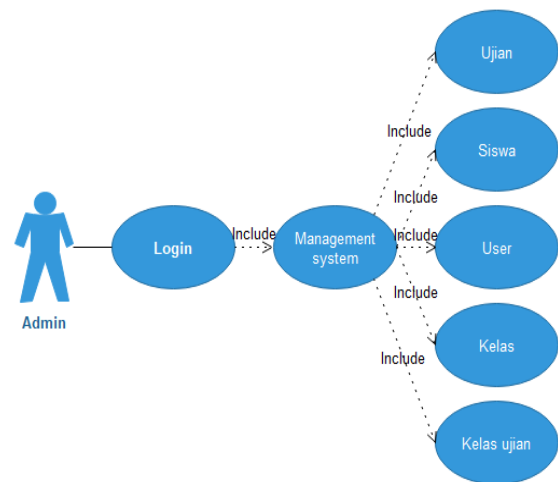 Ujian
Include
Siswa
Include
Login
Include
Management
system
Include
User
Admin
Include
Kelas
Include
Kelas ujian